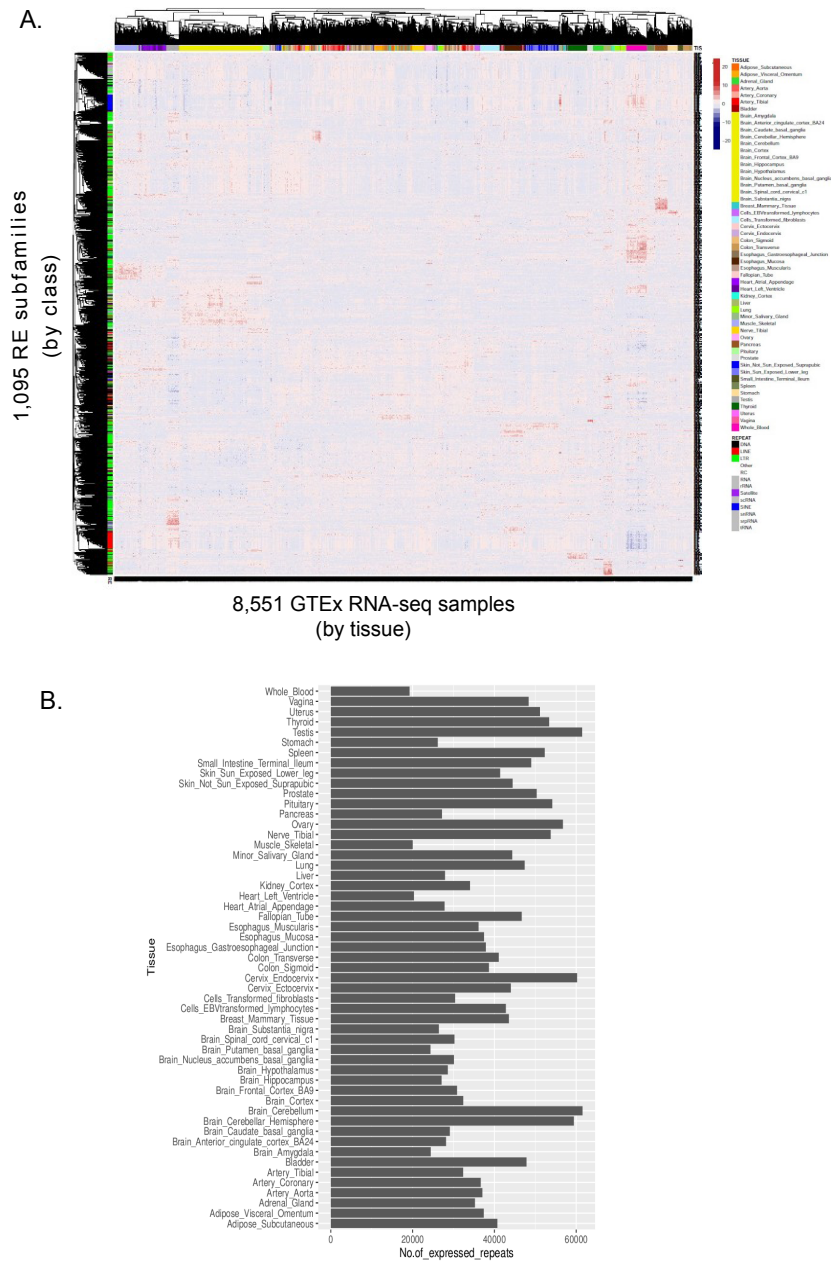 A.
TIS
20
10
0
-10
-20
TISSUE
Adipose_Subcutaneous
Adipose_Visceral_Omentum
Adrenal_Gland
Artery_Aorta
Artery_Coronary
Artery_Tibial
Bladder
Brain_Amygdala
Brain_Anterior_cingulate_cortex_BA24
Brain_Caudate_basal_ganglia
Brain_Cerebellar_Hemisphere
Brain_Cerebellum
Brain_Cortex
Brain_Frontal_Cortex_BA9
Brain_Hippocampus
Brain_Hypothalamus
Brain_Nucleus_accumbens_basal_ganglia
Brain_Putamen_basal_ganglia
Brain_Spinal_cord_cervical_c1
Brain_Substantia_nigra
Breast_Mammary_Tissue
Cells_EBVtransformed_lymphocytes
Cells_Transformed_fibroblasts
Cervix_Ectocervix
Cervix_Endocervix
Colon_Sigmoid
Colon_Transverse
Esophagus_Gastroesophageal_Junction
Esophagus_Mucosa
Esophagus_Muscularis
Fallopian_Tube
Heart_Atrial_Appendage
Heart_Left_Ventricle
Kidney_Cortex
Liver
Lung
Minor_Salivary_Gland
Muscle_Skeletal
Nerve_Tibial
Ovary
Pancreas
Pituitary
Prostate
Skin_Not_Sun_Exposed_Suprapubic
Skin_Sun_Exposed_Lower_leg
Small_Intestine_Terminal_Ileum
Spleen
Stomach
Testis
Thyroid
Uterus
Vagina
Whole_Blood
REPEAT
DNA
LINE
LTR
Other
RC
RNA
rRNA
Satellite
scRNA
SINE
snRNA
srpRNA
tRNA
1,095 RE subfamilies
(by class)
8,551 GTEx RNA-seq samples
(by tissue)
B.
Whole_Blood
Vagina
Uterus
Thyroid
Testis
Stomach
Spleen
Small_Intestine_Terminal_Ileum
Skin_Sun_Exposed_Lower_leg
Skin_Not_Sun_Exposed_Suprapubic
Prostate
Pituitary
Pancreas
Ovary
Nerve_Tibial
Muscle_Skeletal
Minor_Salivary_Gland
Lung
Liver
Kidney_Cortex
Heart_Left_Ventricle
Heart_Atrial_Appendage
Fallopian_Tube
Esophagus_Muscularis
Esophagus_Mucosa
Esophagus_Gastroesophageal_Junction
Colon_Transverse
Colon_Sigmoid
Cervix_Endocervix
Cervix_Ectocervix
Cells_Transformed_fibroblasts
Cells_EBVtransformed_lymphocytes
Breast_Mammary_Tissue
Brain_Substantia_nigra
Brain_Spinal_cord_cervical_c1
Brain_Putamen_basal_ganglia
Brain_Nucleus_accumbens_basal_ganglia
Brain_Hypothalamus
Brain_Hippocampus
Brain_Frontal_Cortex_BA9
Brain_Cortex
Brain_Cerebellum
Brain_Cerebellar_Hemisphere
Brain_Caudate_basal_ganglia
Brain_Anterior_cingulate_cortex_BA24
Brain_Amygdala
Bladder
Artery_Tibial
Artery_Coronary
Artery_Aorta
Adrenal_Gland
Adipose_Visceral_Omentum
Adipose_Subcutaneous
Tissue
0 20000 40000 60000
No.of_expressed_repeats